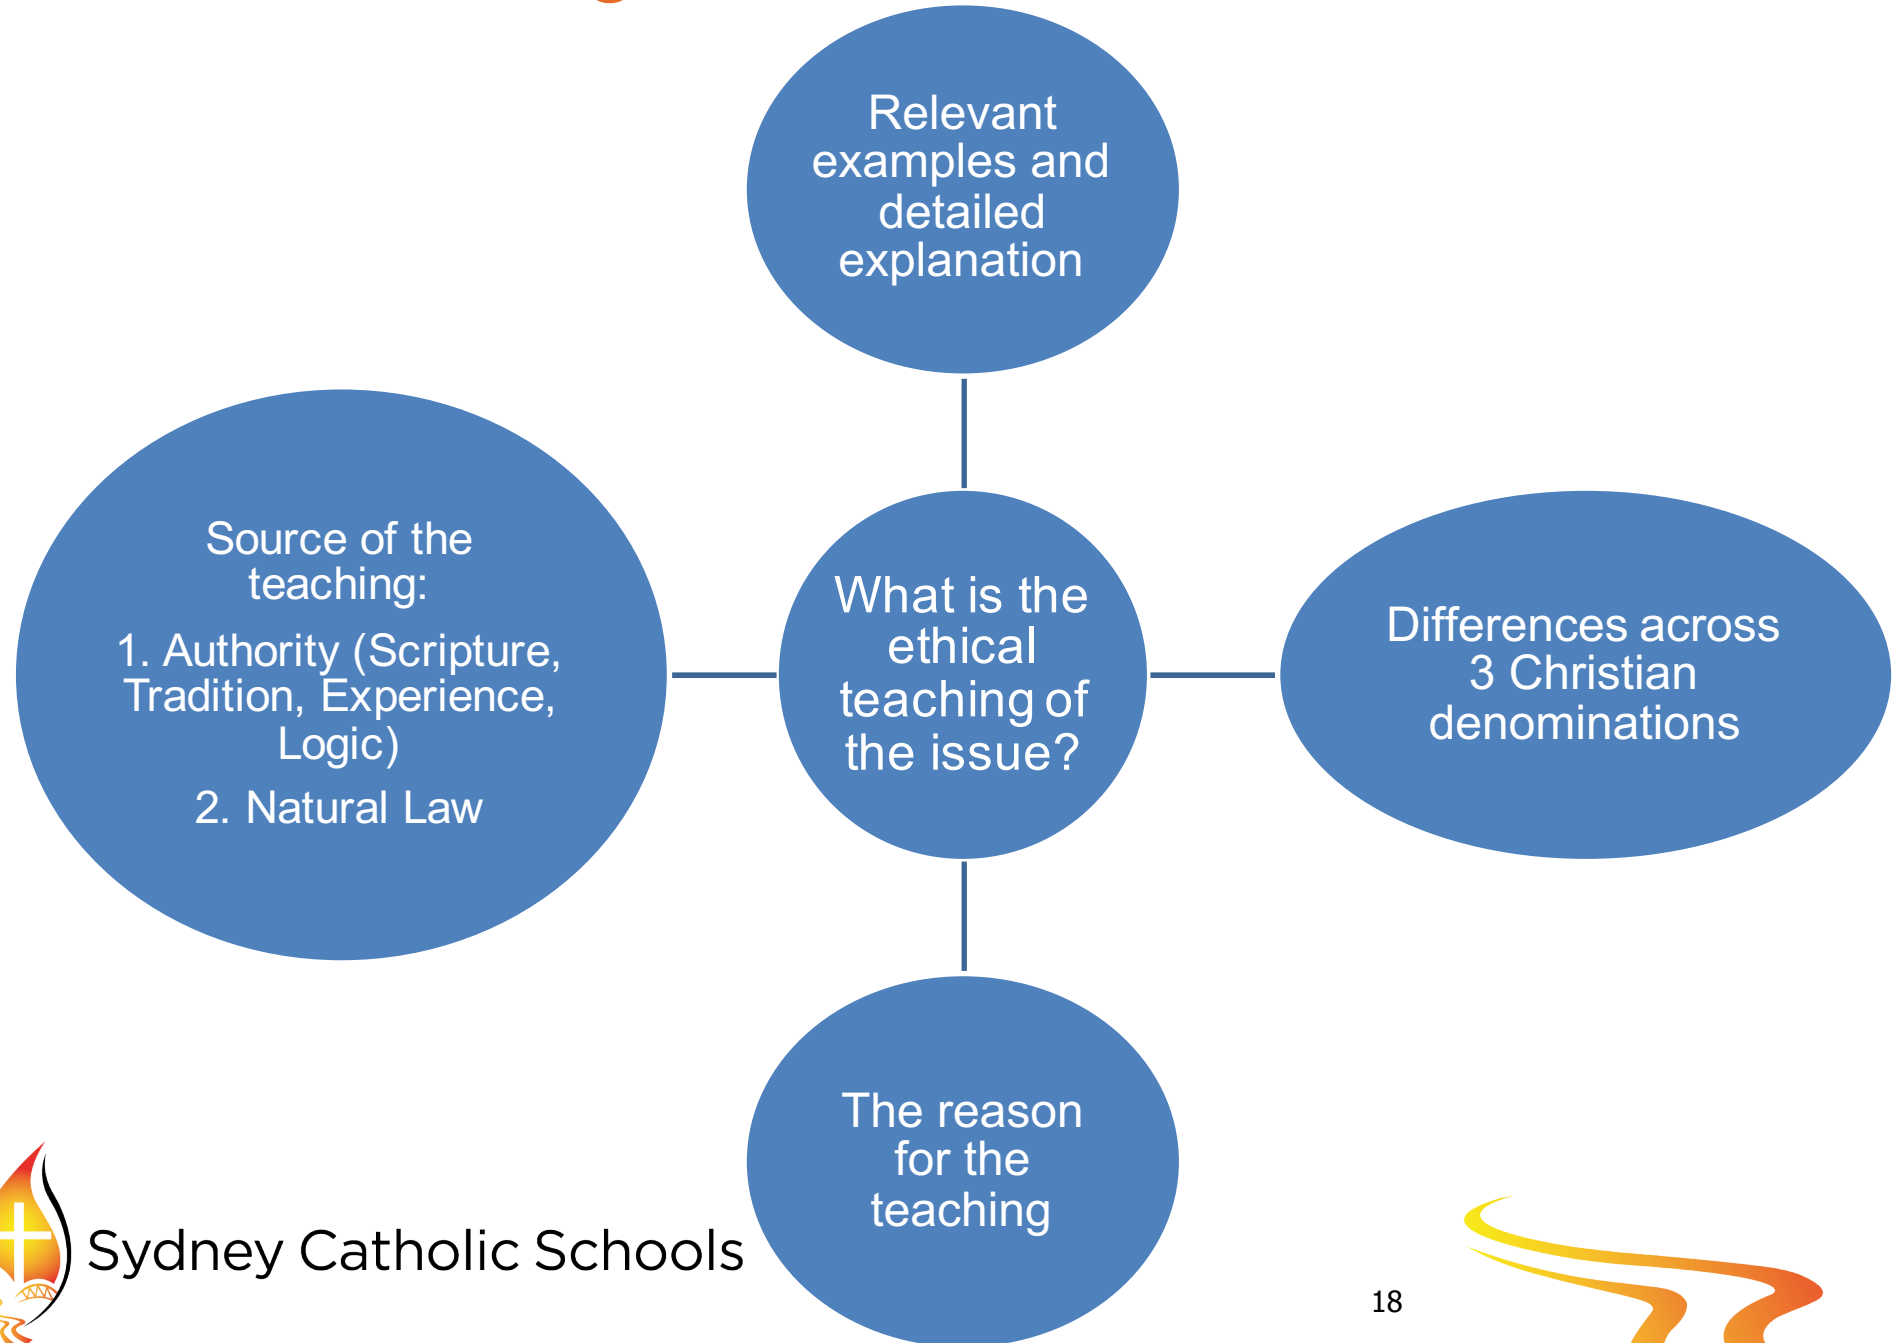 Relevant
examples and
detailed
explanation
Source of the
teaching:
1. Authority (Scripture,
Tradition, Experience,
Logic)
2. Natural Law
What is the
ethical
teaching of
the issue?
Differences across
3 Christian
denominations
The reason
for the
teaching
Sydney Catholic Schools
18